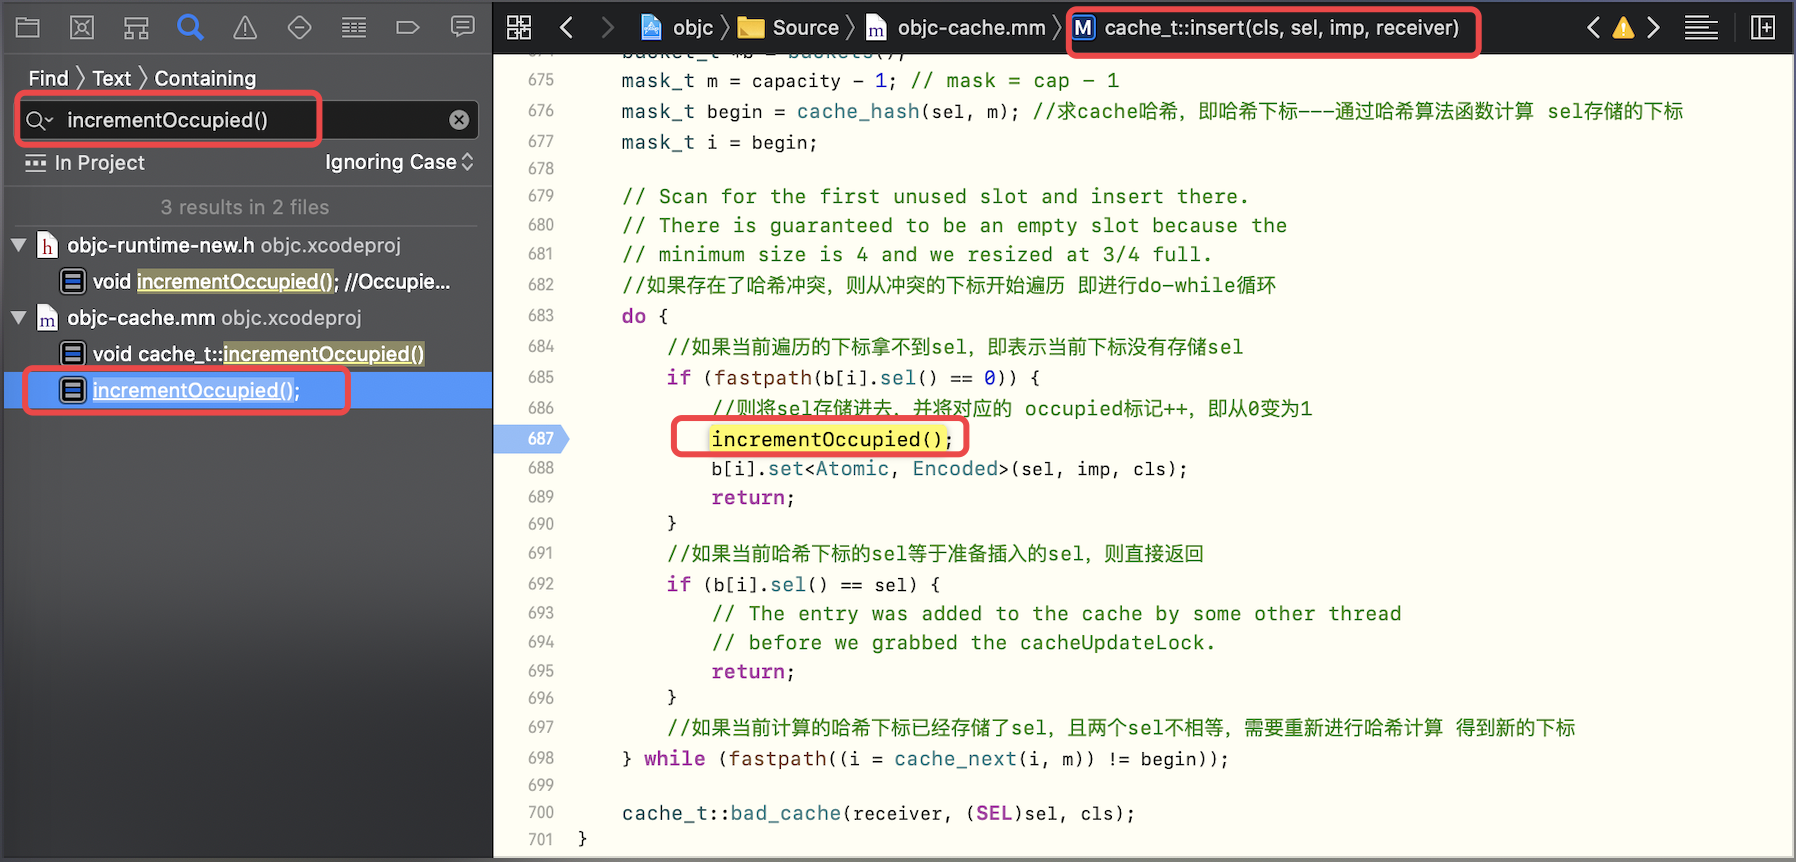 objc 〉 Source 〉 objc-cache.mm 〉 M cache_t::insert(cls, sel, imp, receiver)
Find 〉 Text 〉 Containing
incrementOccupied()
In Project
Ignoring Case
3 results in 2 files
objc-runtime-new.h objc.xcodeproj
void incrementOccupied(); //Occupie...
objc-cache.mm objc.xcodeproj
void cache_t::incrementOccupied()
incrementOccupied();
675 mask_t m = capacity - 1; // mask = cap - 1
676 mask_t begin = cache_hash(sel, m); //求cache哈希，即哈希下标---通过哈希算法函数计算 sel存储的下标
677 mask_t i = begin;
678
679 // Scan for the first unused slot and insert there.
680 // There is guaranteed to be an empty slot because the
681 // minimum size is 4 and we resized at 3/4 full.
682 //如果存在了哈希冲突，则从冲突的下标开始遍历 即进行do-while循环
683 do {
684 //如果当前遍历的下标拿不到sel，即表示当前下标没有存储sel
685 if (fastpath(b[i].sel() == 0)) {
686 //则将sel存储进去，并将对应的 occupied标记++，即从0变为1
687 incrementOccupied();
688 b[i].set<Atomic, Encoded>(sel, imp, cls);
689 return;
690 }
691 //如果当前哈希下标的sel等于准备插入的sel，则直接返回
692 if (b[i].sel() == sel) {
693 // The entry was added to the cache by some other thread
694 // before we grabbed the cacheUpdateLock.
695 return;
696 }
697 //如果当前计算的哈希下标已经存储了sel，且两个sel不相等，需要重新进行哈希计算 得到新的下标
698 } while (fastpath((i = cache_next(i, m)) != begin));
699
700 cache_t::bad_cache(receiver, (SEL)sel, cls);
701 }